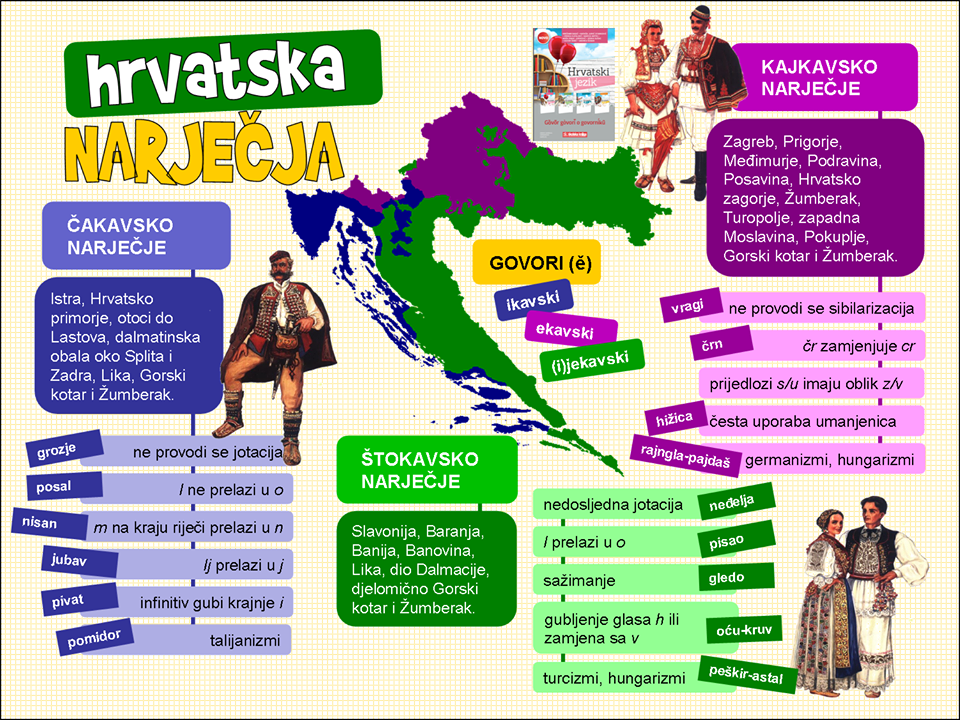 hrvatska
NARJEČJA
Hrvatski
jezik
KAJKAVSKO
NARJEČJE
Zagreb, Prigorje,
Međimurje, Podravina,
Posavina, Hrvatsko
zagorje, Žumberak,
Turopolje, zapadna
Moslavina, Pokuplje,
Gorski kotar i Žumberak.
vragi ne provodi se sibilarizacija
črn čr zamjenjuje cr
prijedlozi s/u imaju oblik z/v
hižica česta uporaba umanjenica
rajngla-pajdaš germanizmi, hungarizmi
ČAKAVSKO
NARJEČJE
Istra, Hrvatsko
primorje, otoci do
Lastova, dalmatinska
obala oko Splita i
Zadra, Lika, Gorski
kotar i Žumberak.
grozje ne provodi se jotacija
posal l ne prelazi u o
nisan m na kraju riječi prelazi u n
jubav lj prelazi u j
pivat infinitiv gubi krajnje i
pomidor talijanizmi
GOVORI (ě)
ikavski
ekavski
(i)jekavski
ŠTOKAVSKO
NARJEČJE
Slavonija, Baranja,
Banija, Banovina,
Lika, dio Dalmacije,
djelomično Gorski
kotar i Žumberak.
nedosljedna jotacija neđelja
l prelazi u o pisao
sažimanje gledo
gubljenje glasa h ili
zamjena sa v oću-kruv
turcizmi, hungarizmi peškir-astal